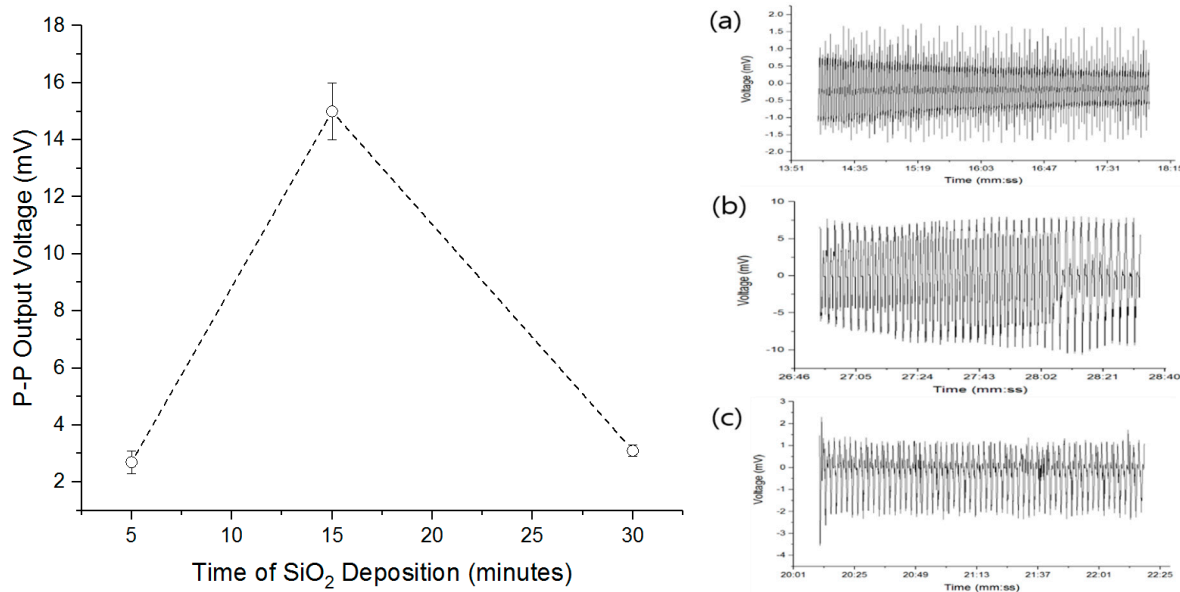 18
16
14
12
10
8
6
4
2
P-P Output Voltage (mV)
5 10 15 20 25 30
Time of SiO₂ Deposition (minutes)
(a)
2.0
1.5
1.0
0.5
0.0
-0.5
-1.0
-1.5
-2.0
Voltage (mV)
13:51 14:35 15:19 16:03 16:47 17:31 18:15
Time (mm:ss)
(b)
10
5
0
-5
-10
Voltage (mV)
26:46 27:05 27:24 27:43 28:02 28:21 28:40
Time (mm:ss)
(c)
3
2
1
0
-1
-2
-3
-4
Voltage (mV)
20:01 20:25 20:49 21:13 21:37 22:01 22:25
Time (mm:ss)